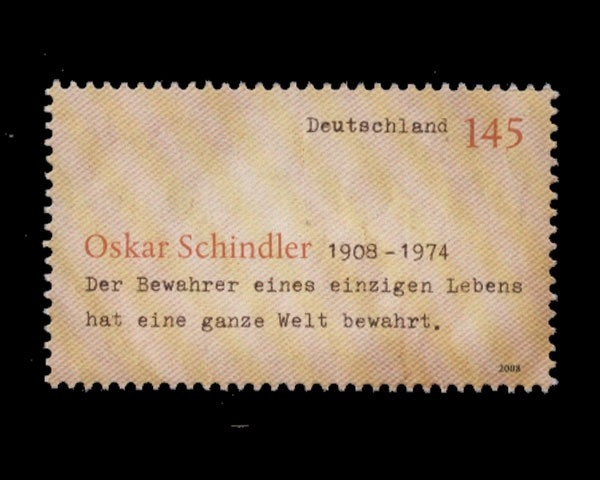 Deutschland 145
Oskar Schindler 1908 – 1974
Der Bewahrer eines einzigen Lebens
hat eine ganze Welt bewahrt.
2008